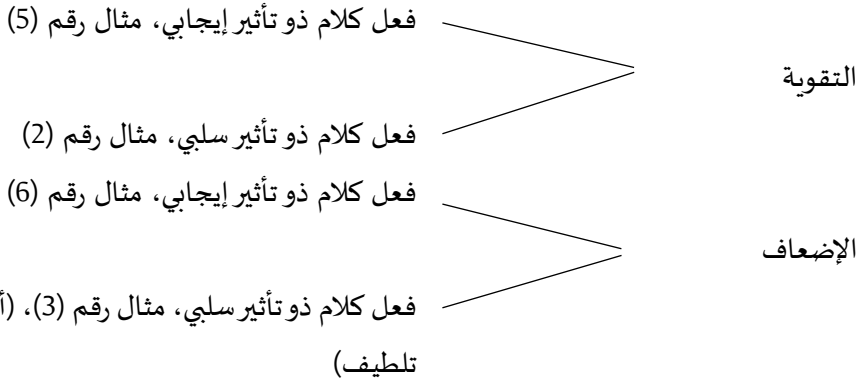 فعل كلام ذو تأثير إيجابي، مثال رقم (5)
التقوية
فعل كلام ذو تأثير سلبي، مثال رقم (2)
فعل كلام ذو تأثير إيجابي، مثال رقم (6)
الإضعاف
فعل كلام ذو تأثير سلبي، مثال رقم (3)،
تلطيف)